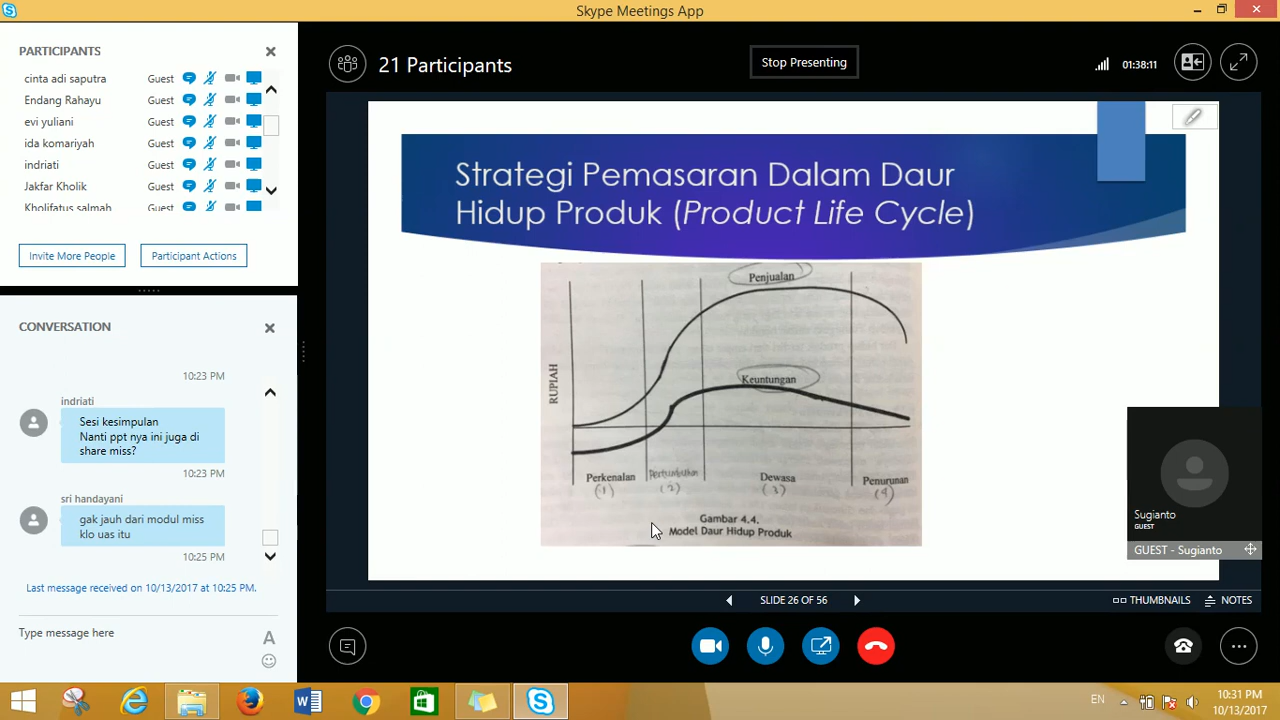 Skype Meetings App
PARTICIPANTS
cinta adi saputra Guest
Endang Rahayu Guest
evi yuliani Guest
ida komariyah Guest
indriati Guest
Jakfar Kholik Guest
Kholifatus salmah Guest
Invite More People
Participant Actions
CONVERSATION
10:23 PM
indriati
Sesi kesimpulan
Nanti ppt nya ini juga di
share miss?
10:23 PM
sri handayani
gak jauh dari modul miss
klo uas itu
10:25 PM
Last message received on 10/13/2017 at 10:25 PM.
Type message here
A
21 Participants
Stop Presenting
01:38:11
Strategi Pemasaran Dalam Daur
Hidup Produk (Product Life Cycle)
Penjualan
Keuntungan
RUPIAH
Perkenalan
Pertumbuhan
Dewasa
Penurunan
(1)
(2)
(3)
(4)
Gambar 4.4.
Model Daur Hidup Produk
Sugianto
GUEST
GUEST - Sugianto
SLIDE 26 OF 56
THUMBNAILS
NOTES
EN
10:31 PM
10/13/2017